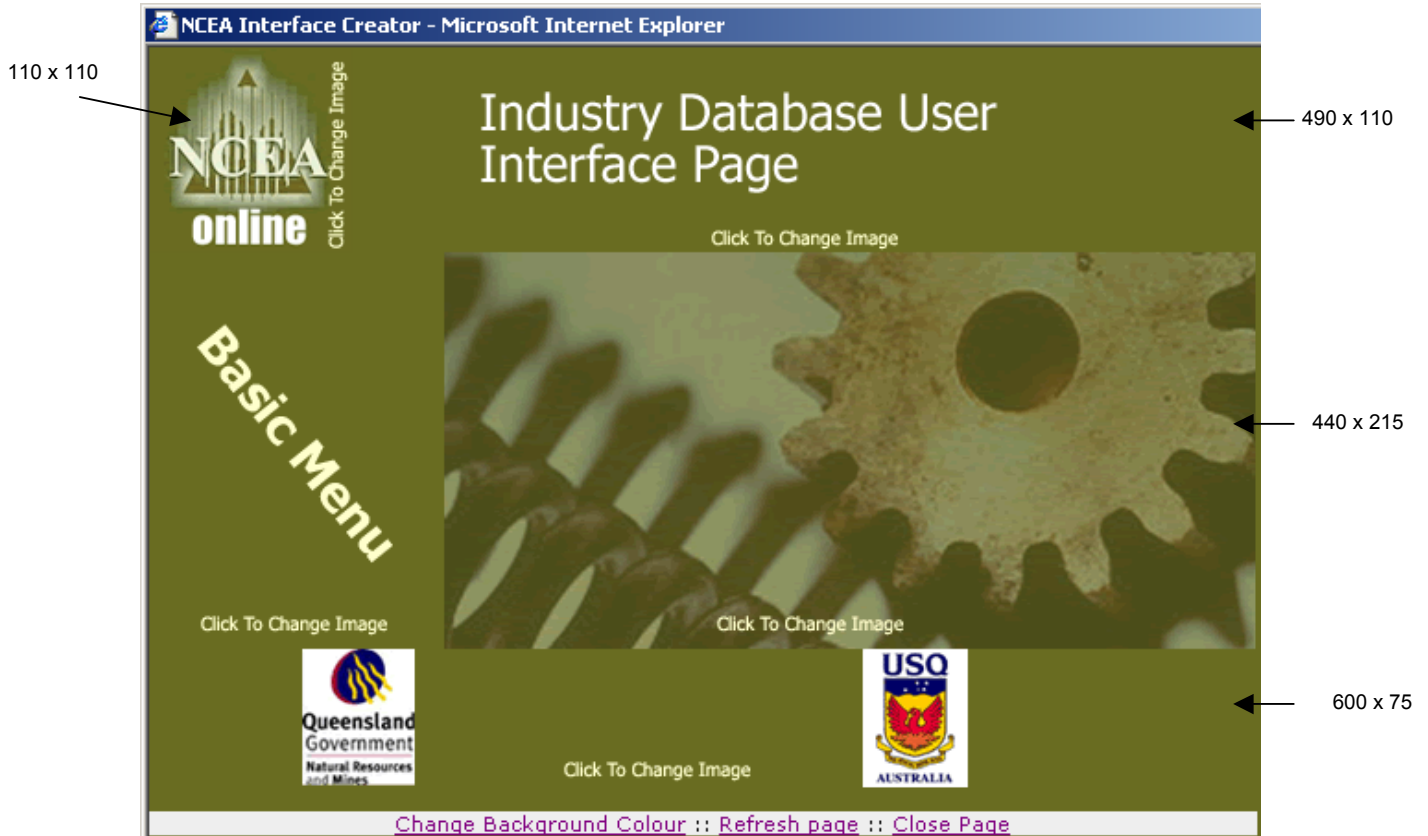 NCEA Interface Creator - Microsoft Internet Explorer
110 x 110
NCEA
online
Click To Change Image
Industry Database User
Interface Page
490 x 110
Click To Change Image
Basic Menu
440 x 215
Click To Change Image
Click To Change Image
Queensland
Government
Natural Resources
and Mines
USQ
AUSTRALIA
600 x 75
Click To Change Image
Change Background Colour :: Refresh page :: Close Page